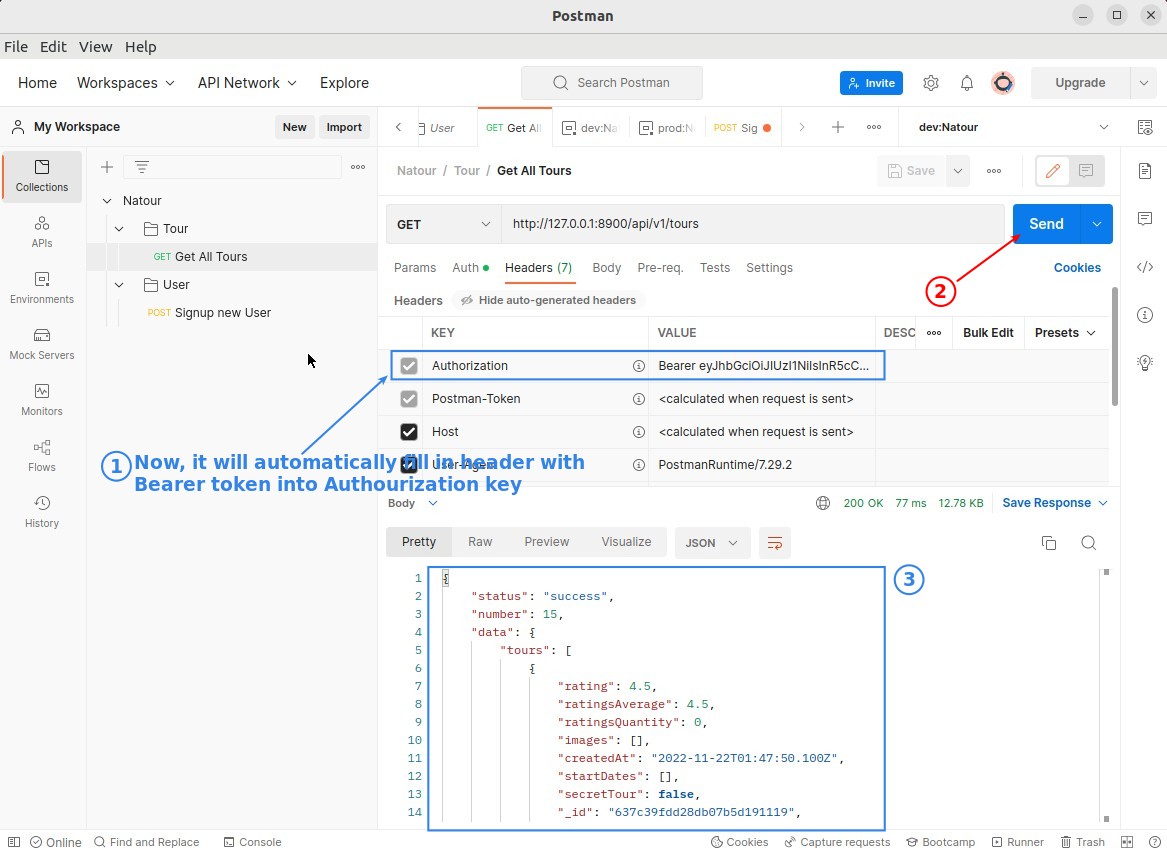 Postman
File Edit View Help
Home Workspaces API Network Explore Search Postman Invite Upgrade
My Workspace New Import
User GET Get All dev:Na prod:N POST Sig dev:Natour
Collections
APIs
Environments
Mock Servers
Monitors
Flows
History
Natour
Tour
GET Get All Tours
User
POST Signup new User
Natour / Tour / Get All Tours Save
GET http://127.0.0.1:8900/api/v1/tours Send
Params Auth Headers (7) Body Pre-req. Tests Settings Cookies
2
Headers Hide auto-generated headers
KEY VALUE DESC Bulk Edit Presets
Authorization Bearer eyJhbGciOiJIUzI1NiIsInR5cC...
Postman-Token <calculated when request is sent>
Host <calculated when request is sent>
User-Agent PostmanRuntime/7.29.2
1 Now, it will automatically fill in header with
Bearer token into Authourization key
Body 200 OK 77 ms 12.78 KB Save Response
Pretty Raw Preview Visualize JSON
3
1 {
2 "status": "success",
3 "number": 15,
4 "data": {
5 "tours": [
6 {
7 "rating": 4.5,
8 "ratingsAverage": 4.5,
9 "ratingsQuantity": 0,
10 "images": [],
11 "createdAt": "2022-11-22T01:47:50.100Z",
12 "startDates": [],
13 "secretTour": false,
14 "_id": "637c39fdd28db07b5d191119",
Online Find and Replace Console Cookies Capture requests Bootcamp Runner Trash